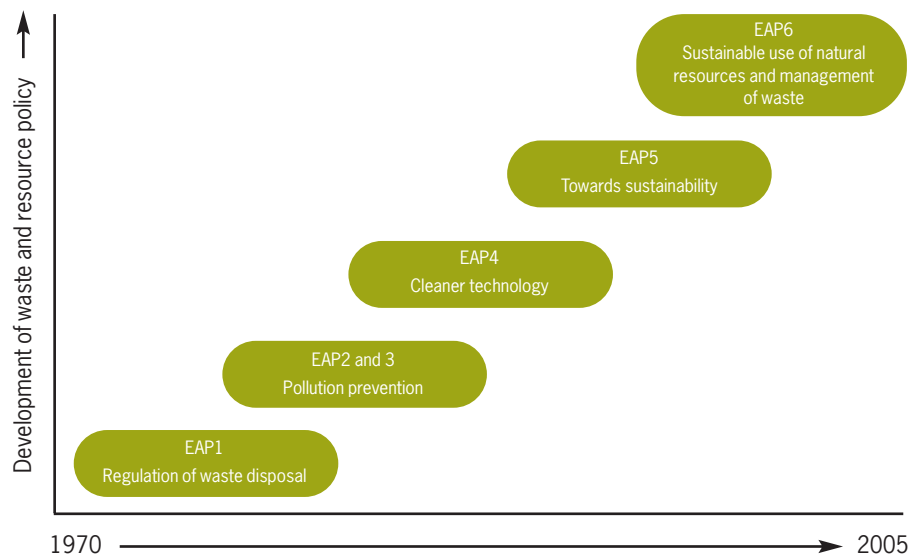 Development of waste and resource policy
EAP6
Sustainable use of natural
resources and management
of waste
EAP5
Towards sustainability
EAP4
Cleaner technology
EAP2 and 3
Pollution prevention
EAP1
Regulation of waste disposal
1970
2005